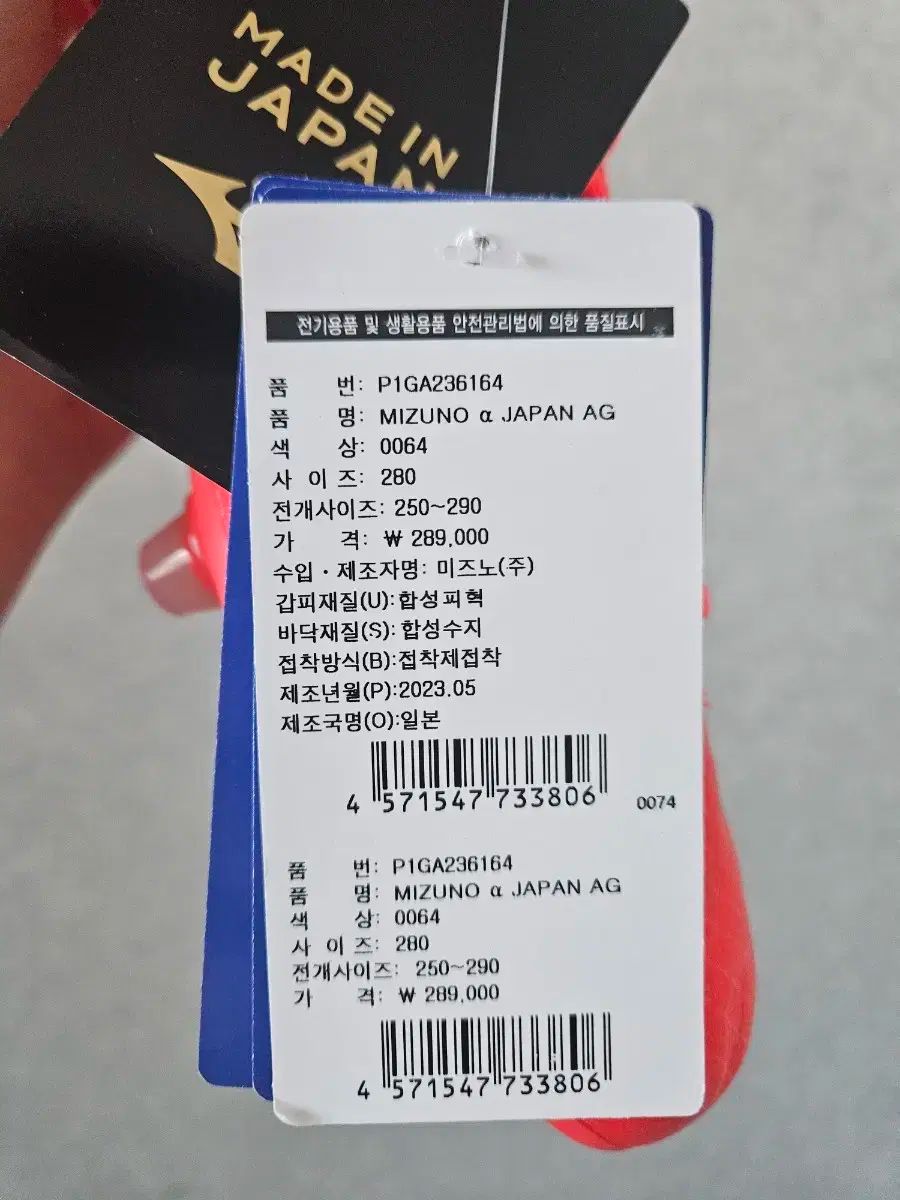 MADE IN
JAPAN
전기용품 및 생활용품 안전관리법에 의한 품질표시
품 번: P1GA236164
품 명: MIZUNO α JAPAN AG
색 상: 0064
사 이 즈: 280
전개사이즈: 250~290
가 격: ₩ 289,000
수입·제조자명: 미즈노(주)
갑피재질(U):합성피혁
바닥재질(S):합성수지
접착방식(B):접착제접착
제조년월(P):2023.05
제조국명(O):일본
4 571547 733806
0074
품 번: P1GA236164
품 명: MIZUNO α JAPAN AG
색 상: 0064
사 이 즈: 280
전개사이즈: 250~290
가 격: ₩ 289,000
4 571547 733806